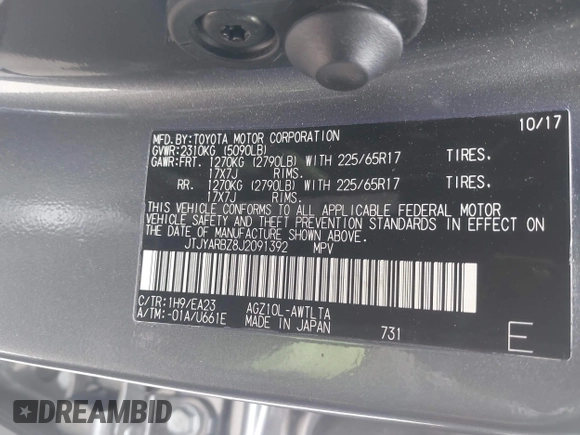 10/17
MFD.BY:TOYOTA MOTOR CORPORATION
GVWR:2310KG (5090LB)
GAWR:FRT. 1270KG (2790LB) WITH 225/65R17 TIRES.
17X7J RIMS.
RR. 1270KG (2790LB) WITH 225/65R17 TIRES.
17X7J RIMS.
THIS VEHICLE CONFORMS TO ALL APPLICABLE FEDERAL MOTOR
VEHICLE SAFETY AND THEFT PREVENTION STANDARDS IN EFFECT ON
THE DATE OF MANUFACTURE SHOWN ABOVE.
JTJYARBZ8J2091392 MPV
C/TR:1H9/EA23 AGZ10L-AWTLTA
A/TM:-01A/U661E MADE IN JAPAN 731 E
DREAMBID